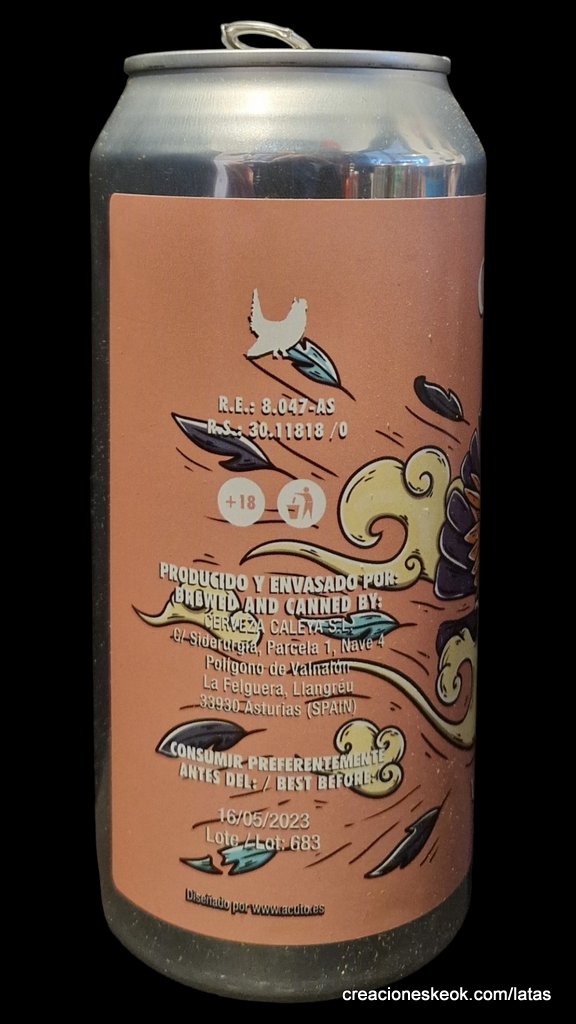 R.E.: 8.047-AS
R.S.: 30.11818 /0
+18
PRODUCIDO Y ENVASADO POR:
BREWED AND CANNED BY:
CERVEZA CALEYA S.L.
C/ Siderurgia, Parcela 1, Nave 4
Polígono de Valnalón
La Felguera, Llangréu
33930 Asturias (SPAIN)
CONSUMIR PREFERENTEMENTE
ANTES DEL: / BEST BEFORE:
16/05/2023
Lote / Lot: 683
Diseñado por www.acuto.es
creacioneskeok.com/latas